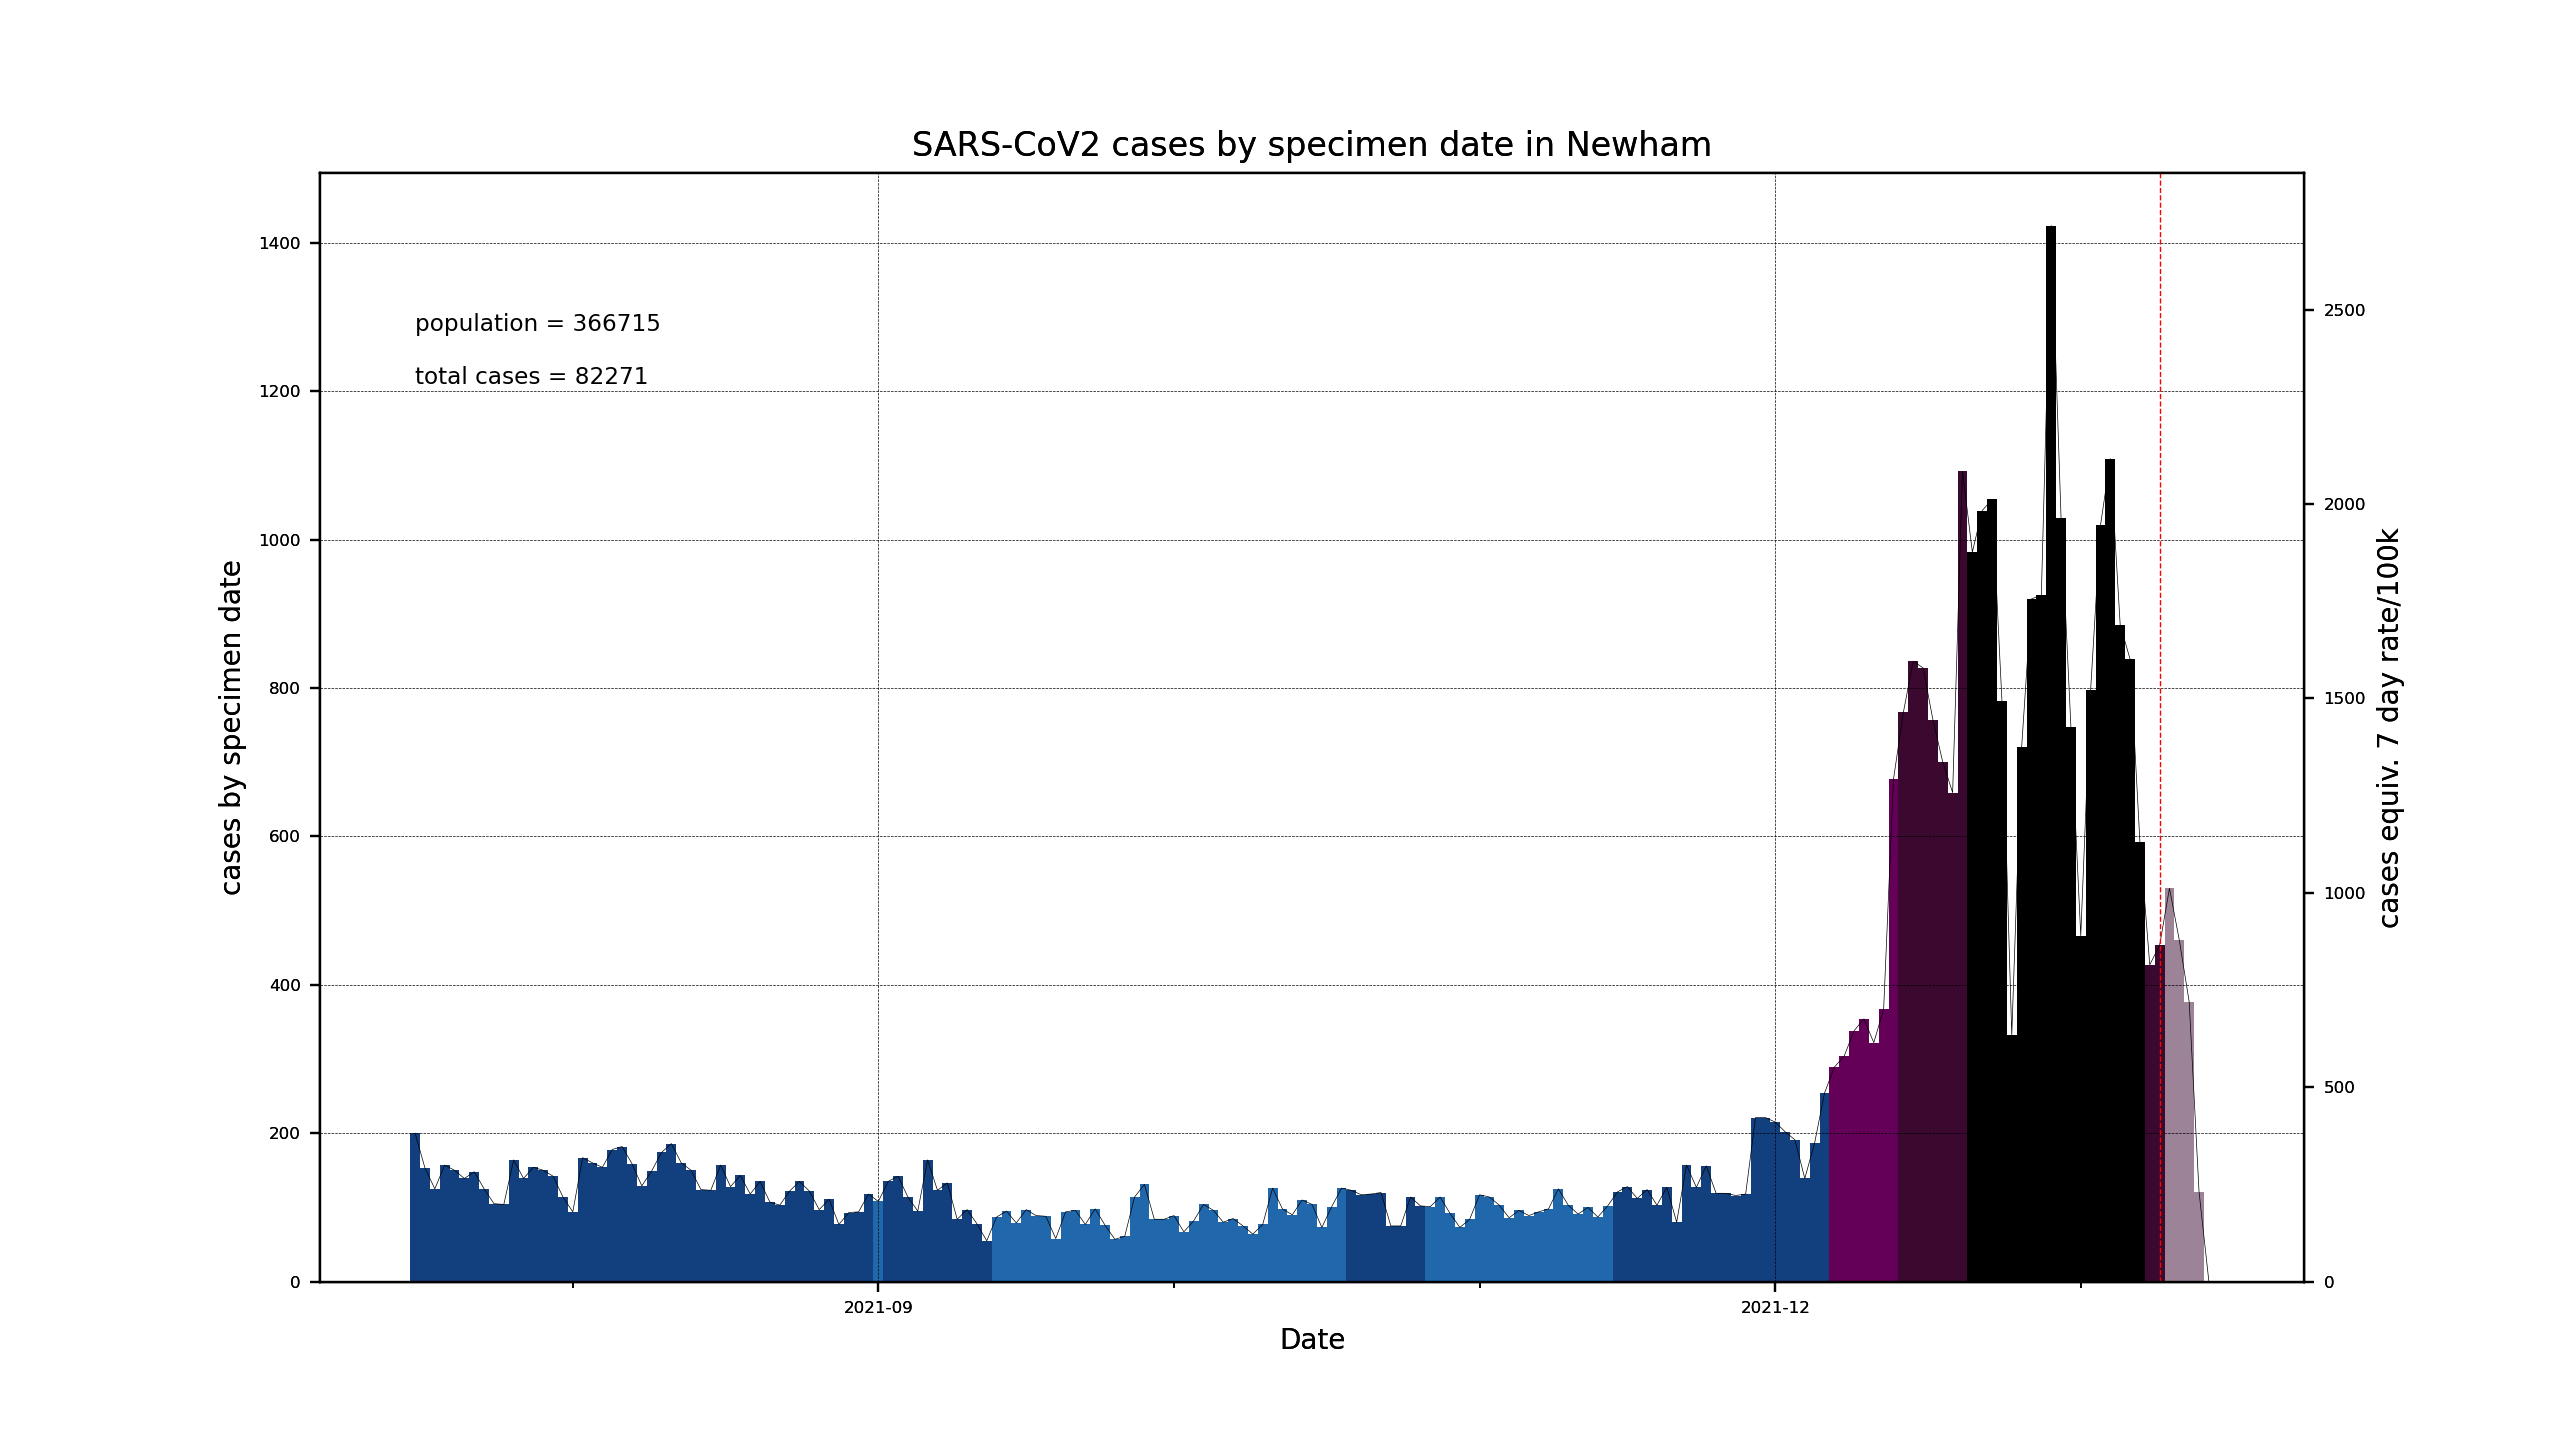 SARS-CoV2 cases by specimen date in Newham
population = 366715
total cases = 82271
cases by specimen date
1400
1200
1000
800
600
400
200
0
2500
2000
1500
1000
500
0
cases equiv. 7 day rate/100k
2021-09
2021-12
Date